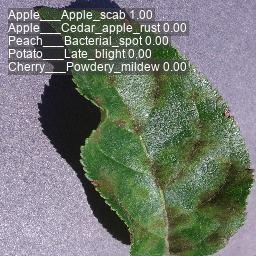 Apple___Apple_scab 1.00
Apple___Cedar_apple_rust 0.00
Peach___Bacterial_spot 0.00
Potato___Late_blight 0.00
Cherry___Powdery_mildew 0.00